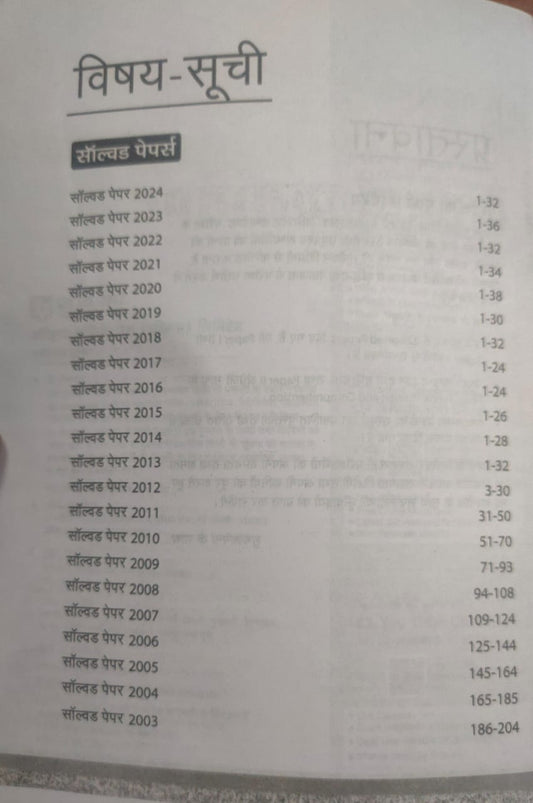 विषय-सूची
सॉल्वड पेपर्स
सॉल्वड पेपर 2024 1-32
सॉल्वड पेपर 2023 1-36
सॉल्वड पेपर 2022 1-32
सॉल्वड पेपर 2021 1-34
सॉल्वड पेपर 2020 1-38
सॉल्वड पेपर 2019 1-30
सॉल्वड पेपर 2018 1-32
सॉल्वड पेपर 2017 1-24
सॉल्वड पेपर 2016 1-24
सॉल्वड पेपर 2015 1-26
सॉल्वड पेपर 2014 1-28
सॉल्वड पेपर 2013 1-32
सॉल्वड पेपर 2012 3-30
सॉल्वड पेपर 2011 31-50
सॉल्वड पेपर 2010 51-70
सॉल्वड पेपर 2009 71-93
सॉल्वड पेपर 2008 94-108
सॉल्वड पेपर 2007 109-124
सॉल्वड पेपर 2006 125-144
सॉल्वड पेपर 2005 145-164
सॉल्वड पेपर 2004 165-185
सॉल्वड पेपर 2003 186-204